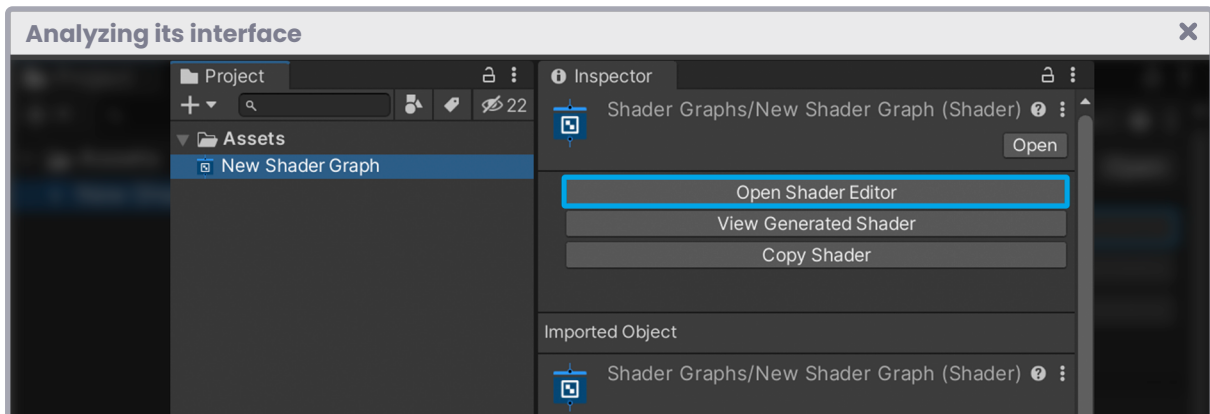 Analyzing its interface
Project
22
Assets
New Shader Graph
Inspector
Shader Graphs/New Shader Graph (Shader)
Open
Open Shader Editor
View Generated Shader
Copy Shader
Imported Object
Shader Graphs/New Shader Graph (Shader)